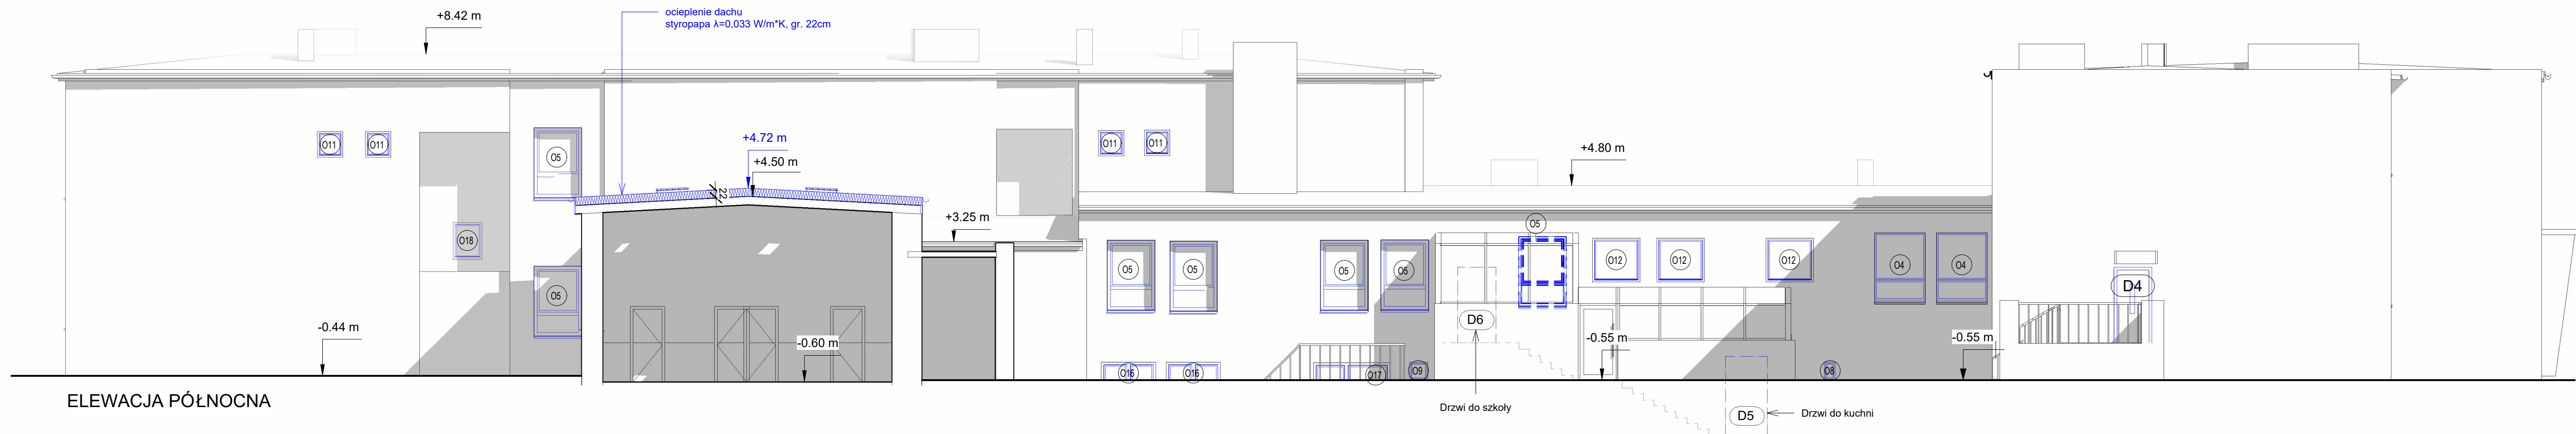 ocieplenie dachu
styropapa λ=0,033 W/m*K, gr. 22cm
+8.42 m
+4.72 m
+4.50 m
22
+4.80 m
+3.25 m
O11
O11
O5
O11
O11
O18
O5
O5
O5
O5
O5
O5
O12
O12
O12
O4
O4
D4
-0.44 m
-0.60 m
D6
-0.55 m
-0.55 m
O16
O16
O17
O9
O8
ELEWACJA PÓŁNOCNA
Drzwi do szkoły
D5
Drzwi do kuchni